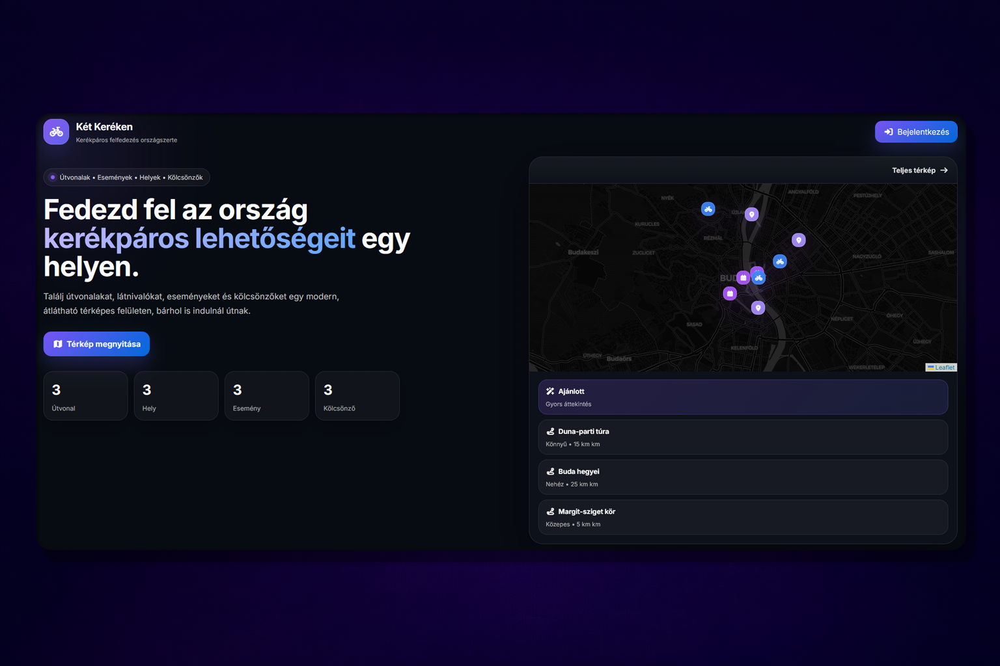 Két Keréken
Kerékpáros felfedezés országszerte
Bejelentkezés
Útvonalak • Események • Helyek • Kölcsönzők
Fedezd fel az ország
kerékpáros lehetőségeit egy
helyen.
Találj útvonalakat, látnivalókat, eseményeket és kölcsönzőket egy modern,
átlátható térképes felületen, bárhol is indulnál útnak.
Térkép megnyitása
3
Útvonal
3
Hely
3
Esemény
3
Kölcsönző
Teljes térkép
NYÉK
ANGYALFÖLD
PESTÚJHELY
KURUCLES
RÉZMÁL
Budakeszi
ZUGLIGET
SASHALOM
NAGYZUGLÓ
SASAD
NÉPLIGET
ÓHEGY
ÚJHEGY
KELENFÖLD
ÚTHEGY
Budaörs
WEKERLETELEP
Leaflet
Ajánlott
Gyors áttekintés
Duna-parti túra
Könnyű • 15 km km
Buda hegyei
Nehéz • 25 km km
Margit-sziget kör
Közepes • 5 km km